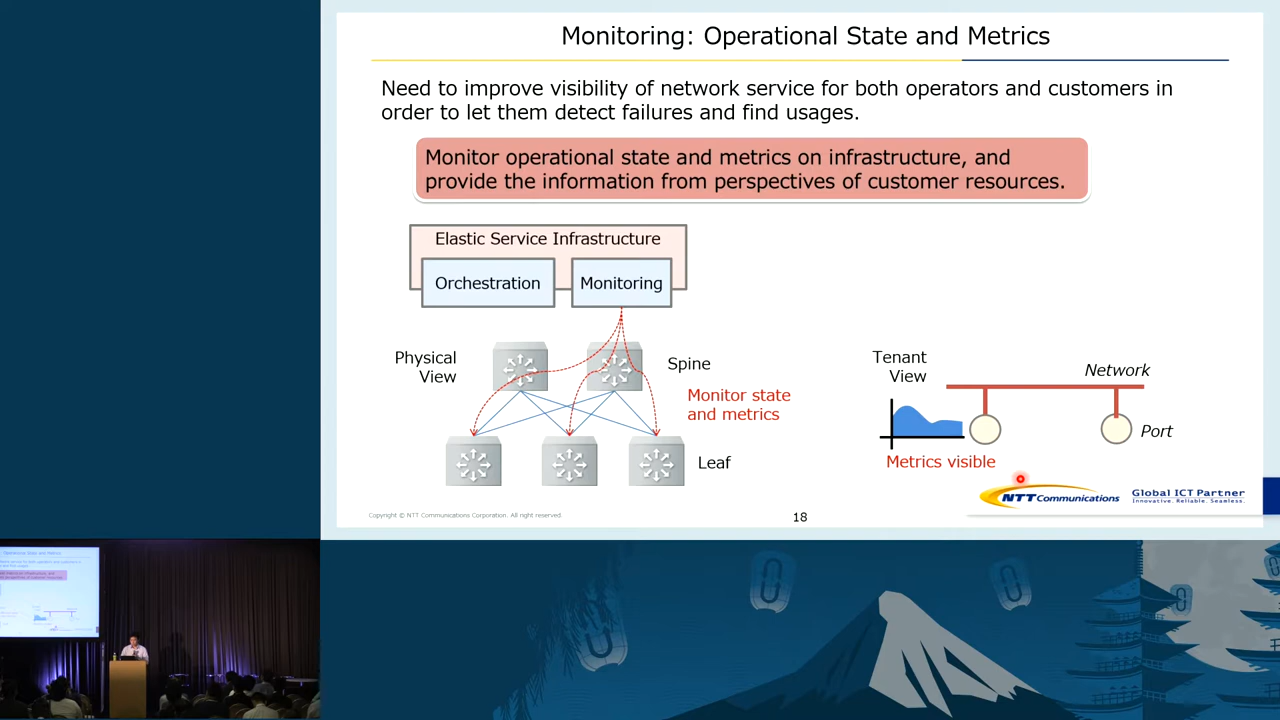 Monitoring: Operational State and Metrics
Need to improve visibility of network service for both operators and customers in
order to let them detect failures and find usages.
Monitor operational state and metrics on infrastructure, and
provide the information from perspectives of customer resources.
Elastic Service Infrastructure
Orchestration
Monitoring
Physical
View
Spine
Monitor state
and metrics
Leaf
Tenant
View
Network
Port
Metrics visible
NTT Communications
Global ICT Partner
Innovative. Reliable. Seamless.
Copyright © NTT Communications Corporation. All right reserved.
18